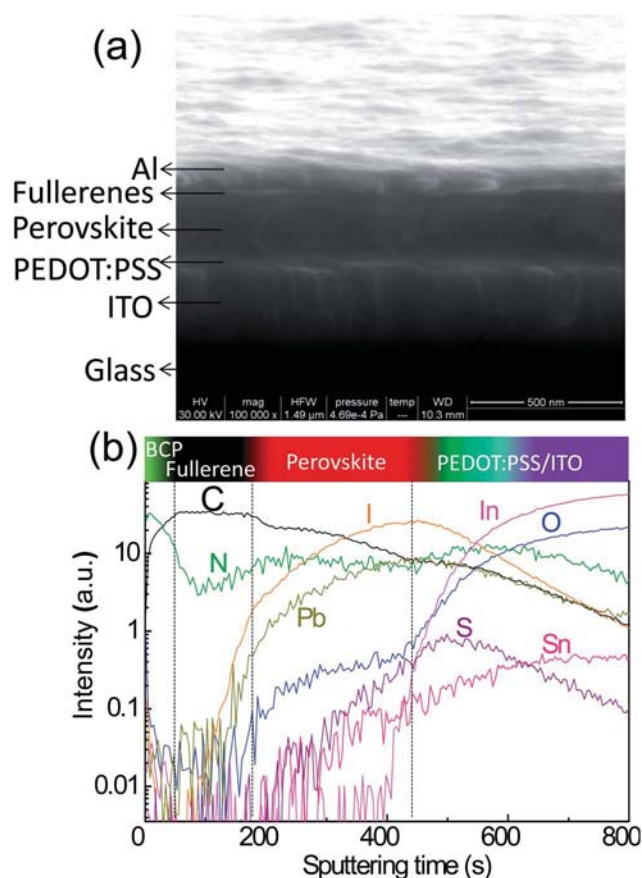 (a)
Al
Fullerenes
Perovskite
PEDOT:PSS
ITO
Glass
HV mag HFW pressure temp WD
30.00 kV 100 000 x 1.49 µm 4.69e-4 Pa --- 10.3 mm 500 nm
(b)
BCP
Fullerene Perovskite PEDOT:PSS/ITO
C I In O
N Pb S Sn
Intensity (a.u.)
10
1
0.1
0.01
0 200 400 600 800
Sputtering time (s)